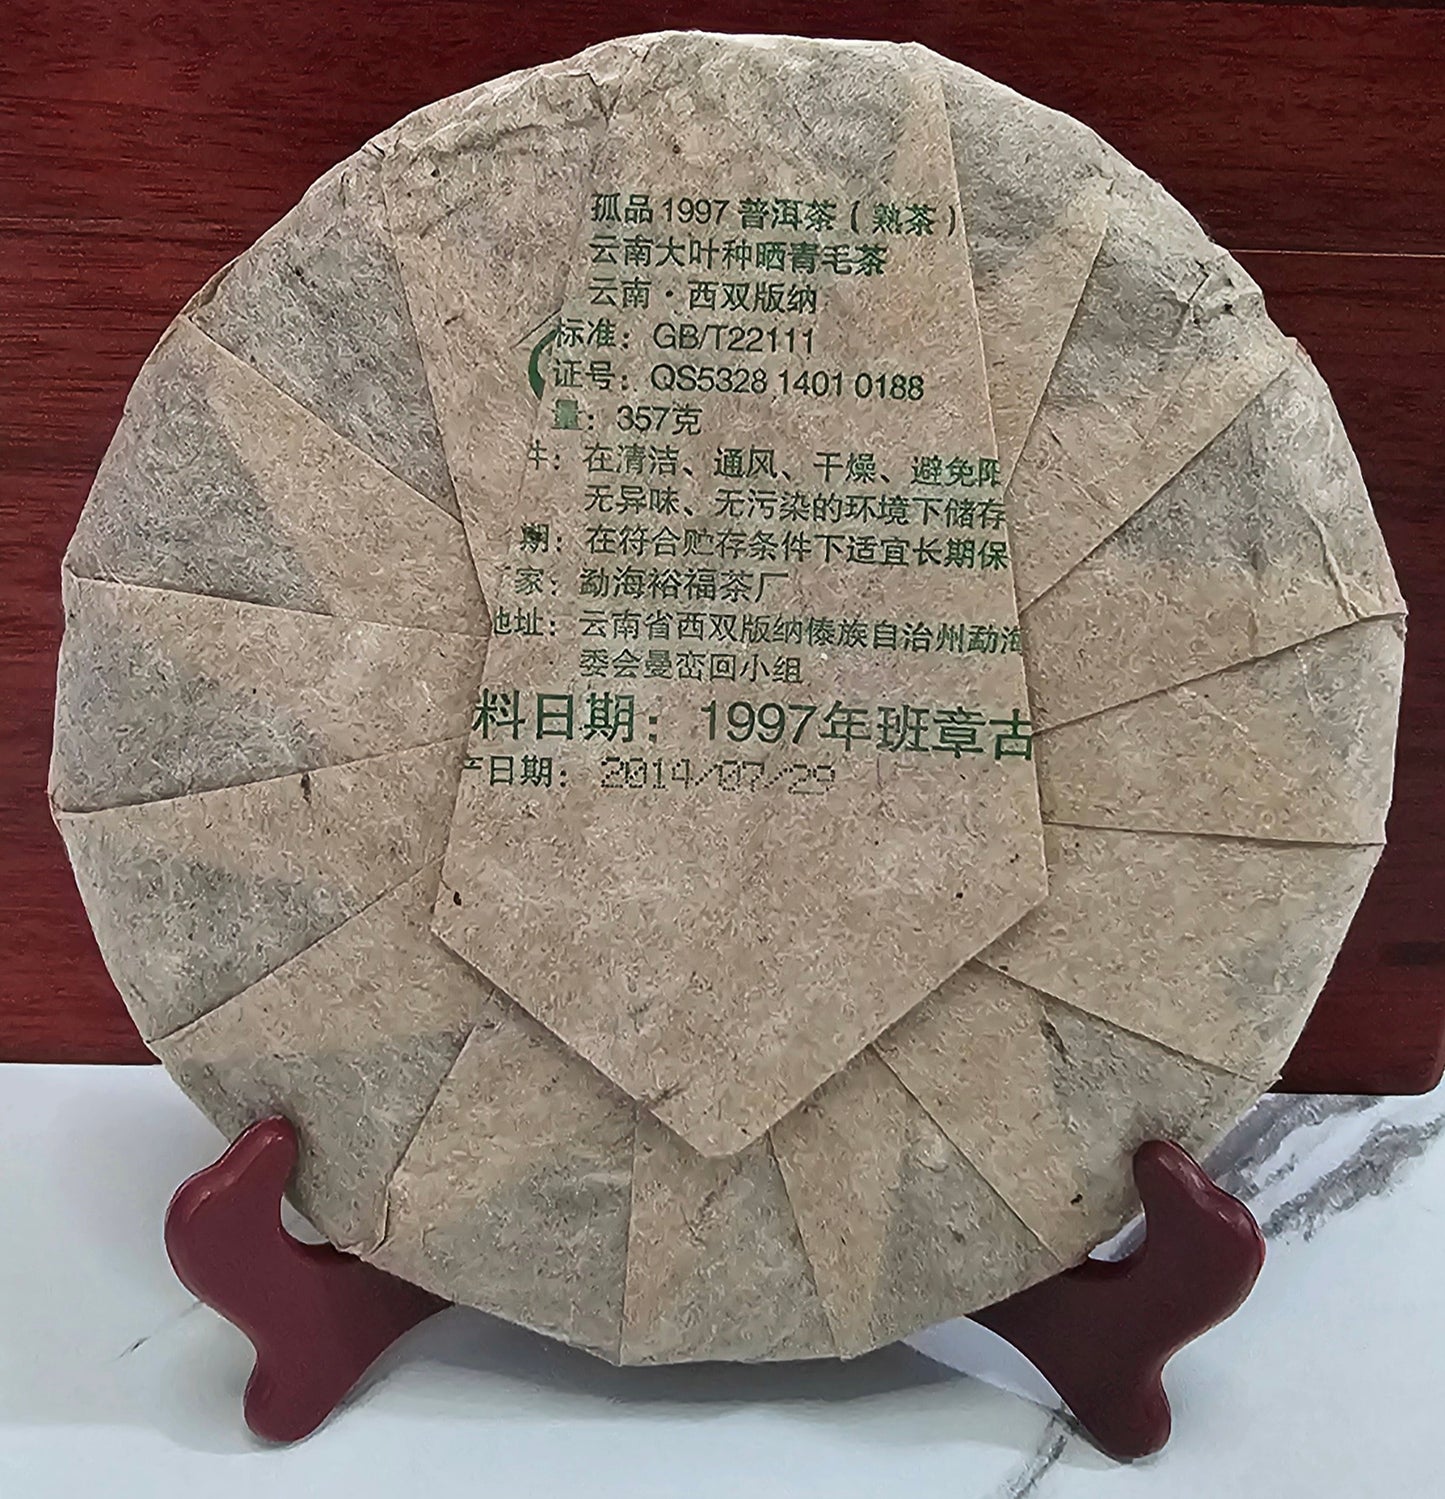 孤品1997普洱茶（熟茶）
云南大叶种晒青毛茶
云南·西双版纳
标准：GB/T22111
证号：QS5328 1401 0188
量：357克
件：在清洁、通风、干燥、避免阳
无异味、无污染的环境下储存
期：在符合贮存条件下适宜长期保
家：勐海裕福茶厂
地址：云南省西双版纳傣族自治州勐海
委会曼峦回小组
料日期：1997年班章古
产日期：2014/07/29